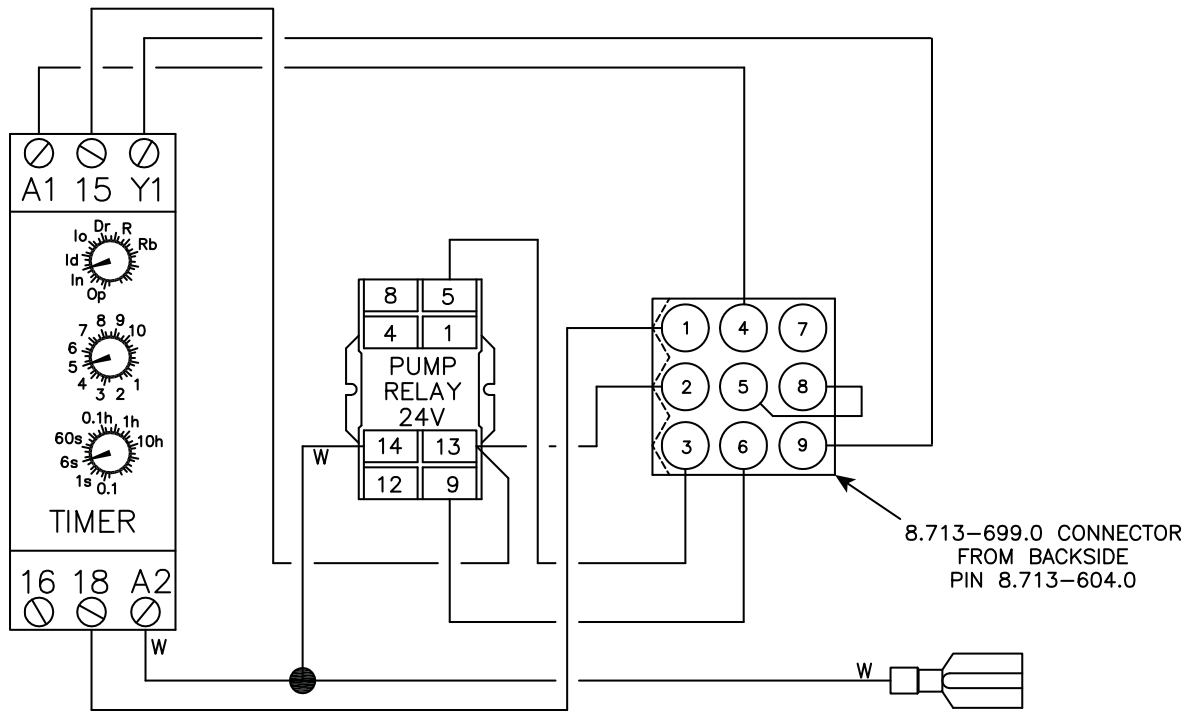 A1 15 Y1
Dr R
Io Rb
Id
In
Op
8 9
7 10
6
5
4 1
3 2
0.1h 1h
60s 10h
6s
1s 0.1
TIMER
16 18 A2
W
8 5
4 1
PUMP
RELAY
24V
14 13
W
12 9
1 4 7
2 5 8
3 6 9
8.713-699.0 CONNECTOR
FROM BACKSIDE
PIN 8.713-604.0
W